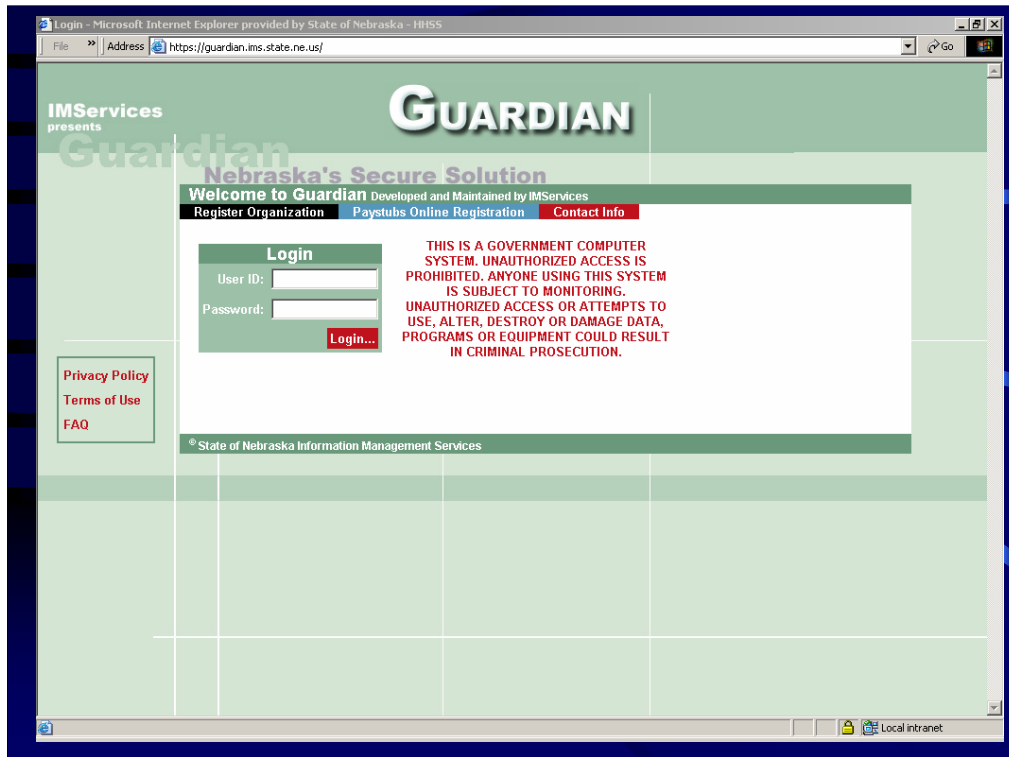 Login - Microsoft Internet Explorer provided by State of Nebraska - HHSS
File » Address https://guardian.ims.state.ne.us/ Go
IMServices
presents
GUARDIAN
Guardian
Nebraska's Secure Solution
Welcome to Guardian Developed and Maintained by IMServices
Register Organization Paystubs Online Registration Contact Info
Login
User ID:
Password:
Login...
THIS IS A GOVERNMENT COMPUTER
SYSTEM. UNAUTHORIZED ACCESS IS
PROHIBITED. ANYONE USING THIS SYSTEM
IS SUBJECT TO MONITORING.
UNAUTHORIZED ACCESS OR ATTEMPTS TO
USE, ALTER, DESTROY OR DAMAGE DATA,
PROGRAMS OR EQUIPMENT COULD RESULT
IN CRIMINAL PROSECUTION.
Privacy Policy
Terms of Use
FAQ
© State of Nebraska Information Management Services
Local intranet